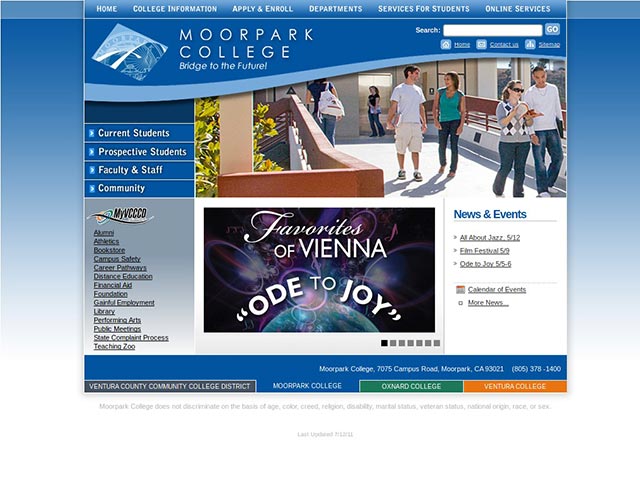 HOME COLLEGE INFORMATION APPLY & ENROLL DEPARTMENTS SERVICES FOR STUDENTS ONLINE SERVICES
Search: GO
Home Contact us Sitemap
MOORPARK
COLLEGE
Bridge to the Future!
Current Students
Prospective Students
Faculty & Staff
Community
MyVCCCD
Alumni
Athletics
Bookstore
Campus Safety
Career Pathways
Distance Education
Financial Aid
Foundation
Gainful Employment
Library
Performing Arts
Public Meetings
State Complaint Process
Teaching Zoo
Favorites
OF VIENNA
“ODE TO JOY”
News & Events
All About Jazz, 5/12
Film Festival 5/9
Ode to Joy 5/5-6
Calendar of Events
More News...
Moorpark College, 7075 Campus Road, Moorpark, CA 93021 (805) 378 -1400
VENTURA COUNTY COMMUNITY COLLEGE DISTRICT MOORPARK COLLEGE OXNARD COLLEGE VENTURA COLLEGE
Moorpark College does not discriminate on the basis of age, color, creed, religion, disability, marital status, veteran status, national origin, race, or sex.
Last Updated 7/12/11